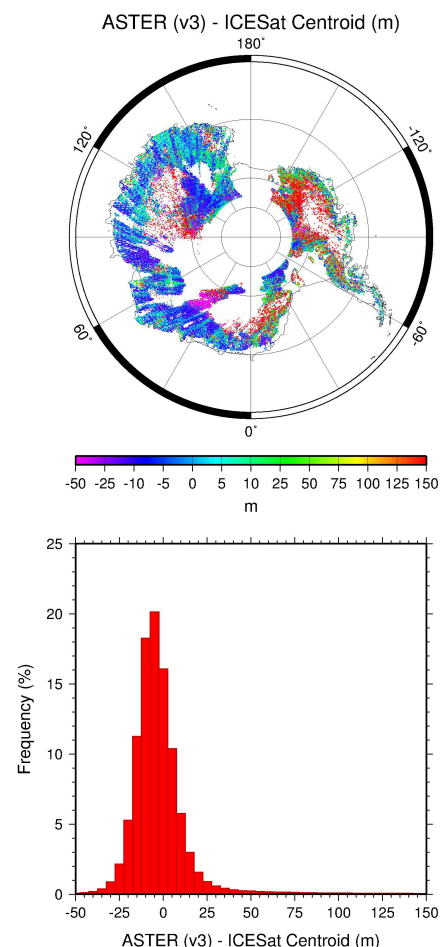 ASTER (v3) - ICESat Centroid (m)
180˚
120˚
-120˚
60˚
-60˚
0˚
-50 -25 -10 -5 0 5 10 25 50 75 100 125 150
m
25
20
15
10
5
0
Frequency (%)
-50 -25 0 25 50 75 100 125 150
ASTER (v3) - ICESat Centroid (m)